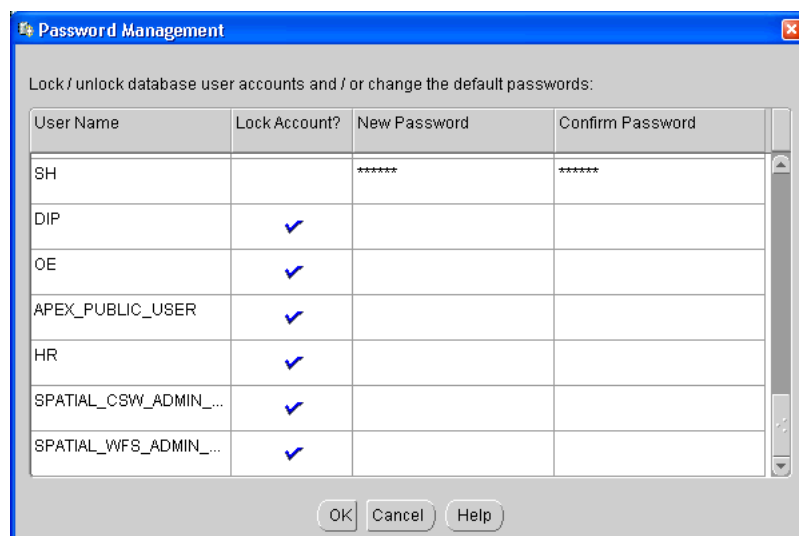 Password Management
Lock / unlock database user accounts and / or change the default passwords:
User Name Lock Account? New Password Confirm Password
SH ****** ******
DIP
OE
APEX_PUBLIC_USER
HR
SPATIAL_CSW_ADMIN_...
SPATIAL_WFS_ADMIN_...
OK Cancel Help